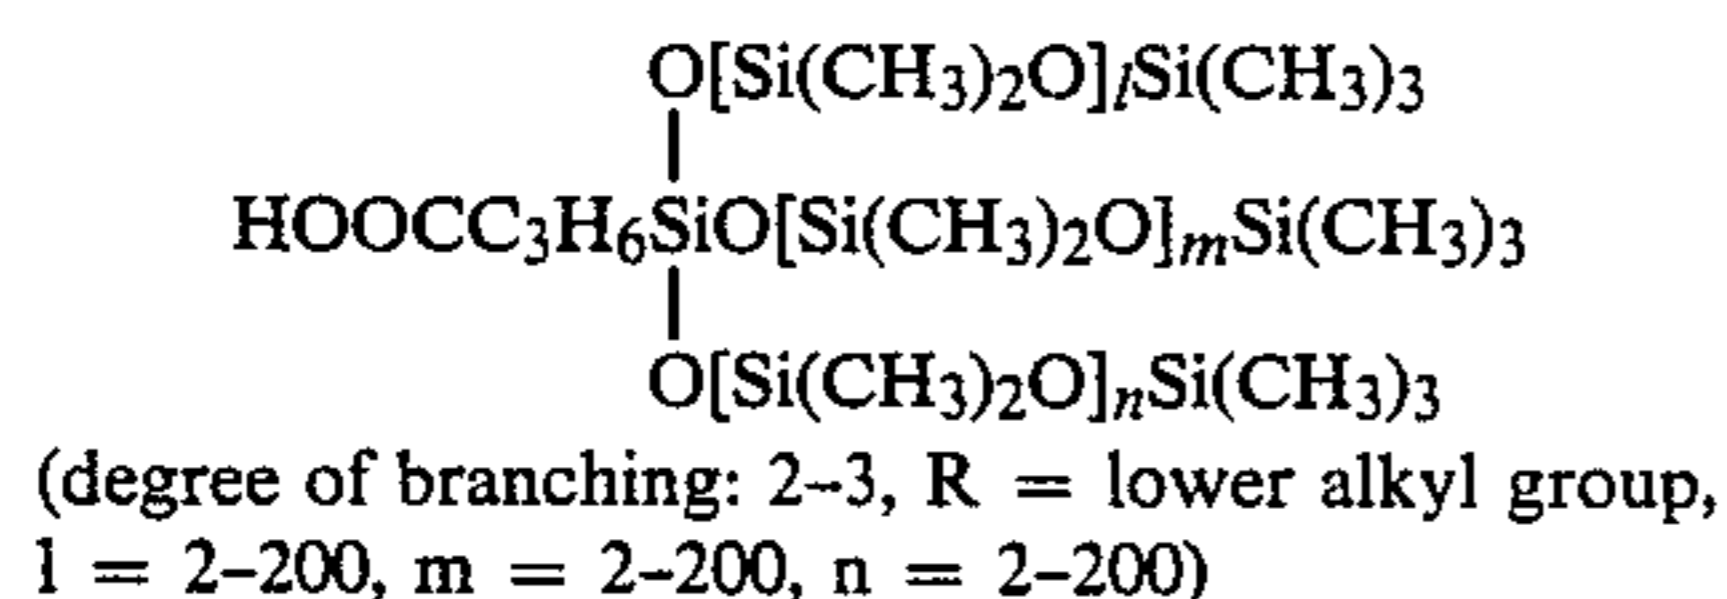 O[Si(CH3)2O]lSi(CH3)3
HOOCC3H6SiO[Si(CH3)2O]mSi(CH3)3
O[Si(CH3)2O]nSi(CH3)3
(degree of branching: 2–3, R = lower alkyl group,
l = 2–200, m = 2–200, n = 2–200)